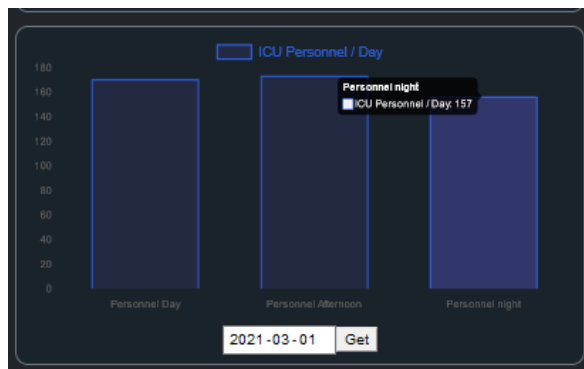 ICU Personnel / Day
180
160
140
120
100
80
60
40
20
0
Personnel night
ICU Personnel / Day: 157
Personnel Day
Personnel Afternoon
Personnel night
2021-03-01
Get